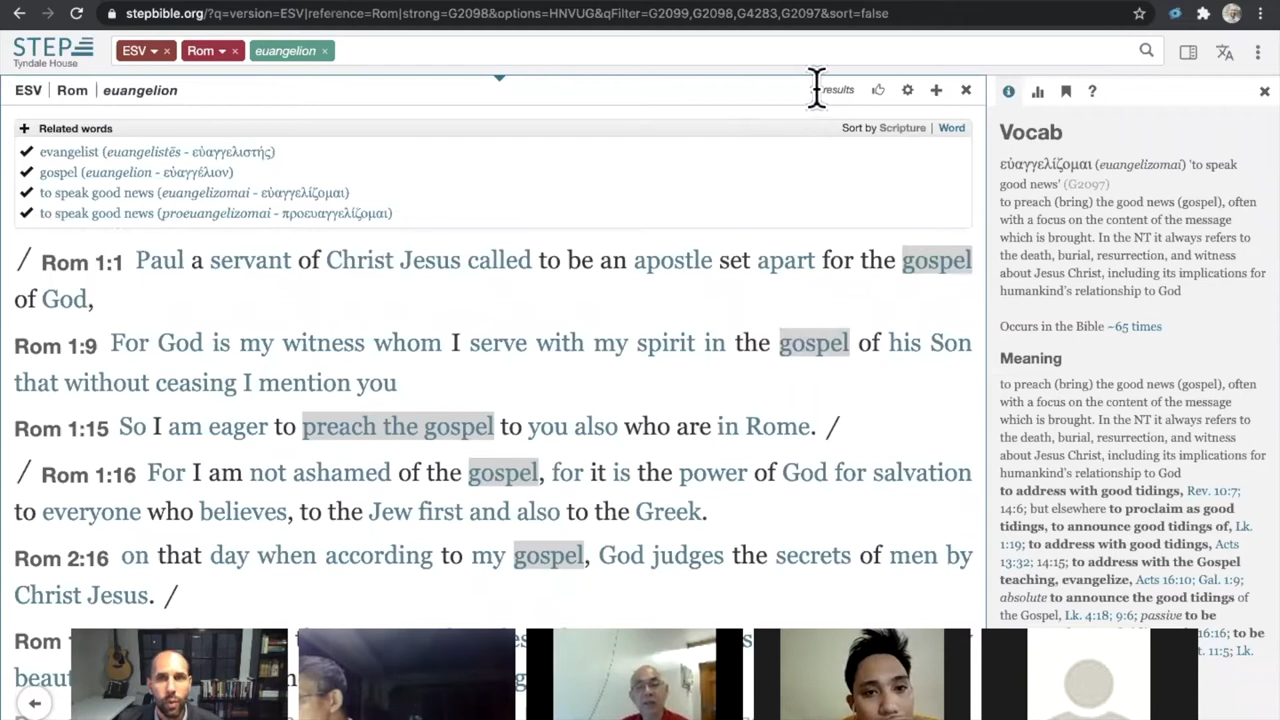 stepbible.org/?q=version=ESV|reference=Rom|strong=G2098&options=HNVUG&qFilter=G2099,G2098,G4283,G2097&sort=false
STEP
Tyndale House
ESV × Rom × euangelion ×
ESV | Rom | euangelion
results
Related words
Sort by Scripture | Word
evangelist (euangelistēs - εὐαγγελιστής)
gospel (euangelion - εὐαγγέλιον)
to speak good news (euangelizomai - εὐαγγελίζομαι)
to speak good news (proeuangelizomai - προευαγγελίζομαι)
/ Rom 1:1 Paul a servant of Christ Jesus called to be an apostle set apart for the gospel
of God,
Rom 1:9 For God is my witness whom I serve with my spirit in the gospel of his Son
that without ceasing I mention you
Rom 1:15 So I am eager to preach the gospel to you also who are in Rome. /
/ Rom 1:16 For I am not ashamed of the gospel, for it is the power of God for salvation
to everyone who believes, to the Jew first and also to the Greek.
Rom 2:16 on that day when according to my gospel, God judges the secrets of men by
Christ Jesus. /
Rom
Vocab
εὐαγγελίζομαι (euangelizomai) 'to speak
good news' (G2097)
to preach (bring) the good news (gospel), often
with a focus on the content of the message
which is brought. In the NT it always refers to
the death, burial, resurrection, and witness
about Jesus Christ, including its implications for
humankind's relationship to God
Occurs in the Bible ~65 times
Meaning
to preach (bring) the good news (gospel), often
with a focus on the content of the message
which is brought. In the NT it always refers to
the death, burial, resurrection, and witness
about Jesus Christ, including its implications for
humankind's relationship to God
to address with good tidings, Rev. 10:7;
14:6; but elsewhere to proclaim as good
tidings, to announce good tidings of, Lk.
1:19; to address with good tidings, Acts
13:32; 14:15; to address with the Gospel
teaching, evangelize, Acts 16:10; Gal. 1:9;
absolute to announce the good tidings of
the Gospel, Lk. 4:18; 9:6; passive to be
16:16; to be
11:5; Lk.